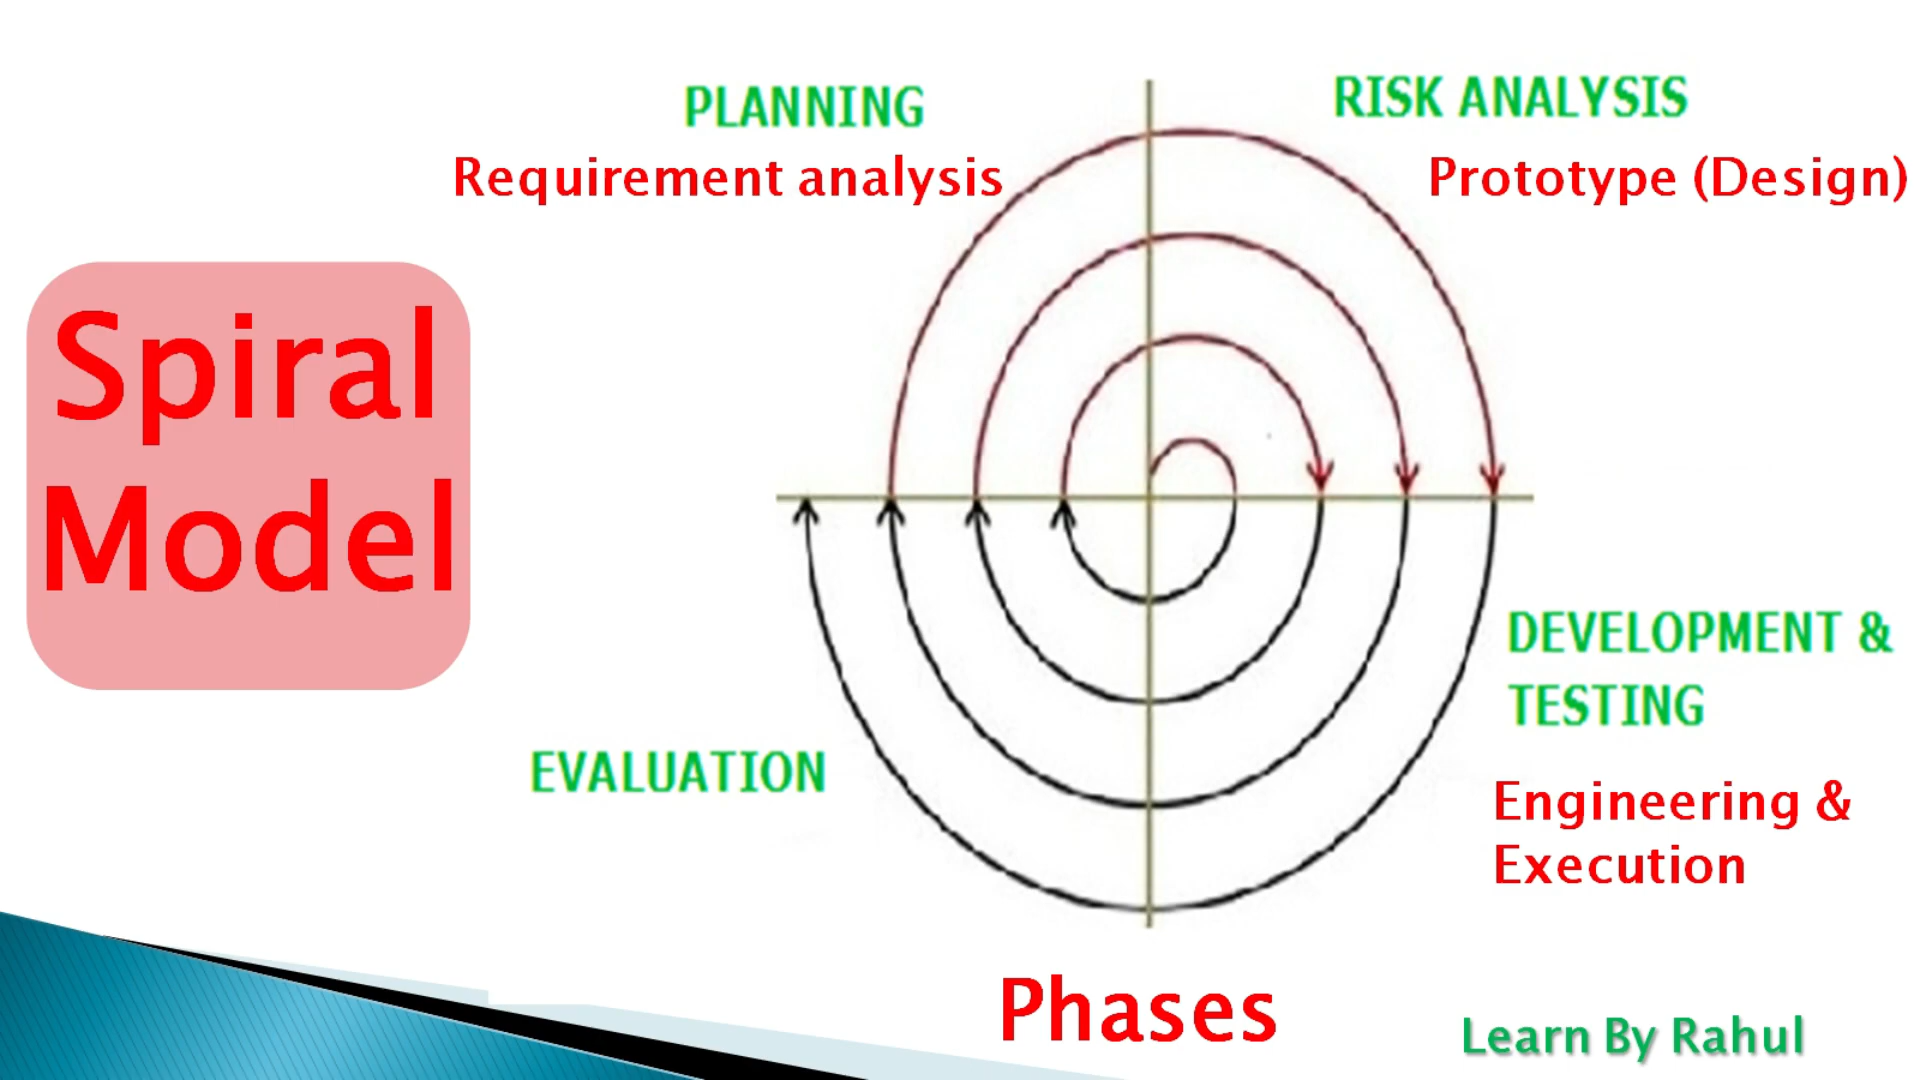 PLANNING
Requirement analysis
RISK ANALYSIS
Prototype (Design)
Spiral
Model
DEVELOPMENT &
TESTING
Engineering &
Execution
EVALUATION
Phases
Learn By Rahul